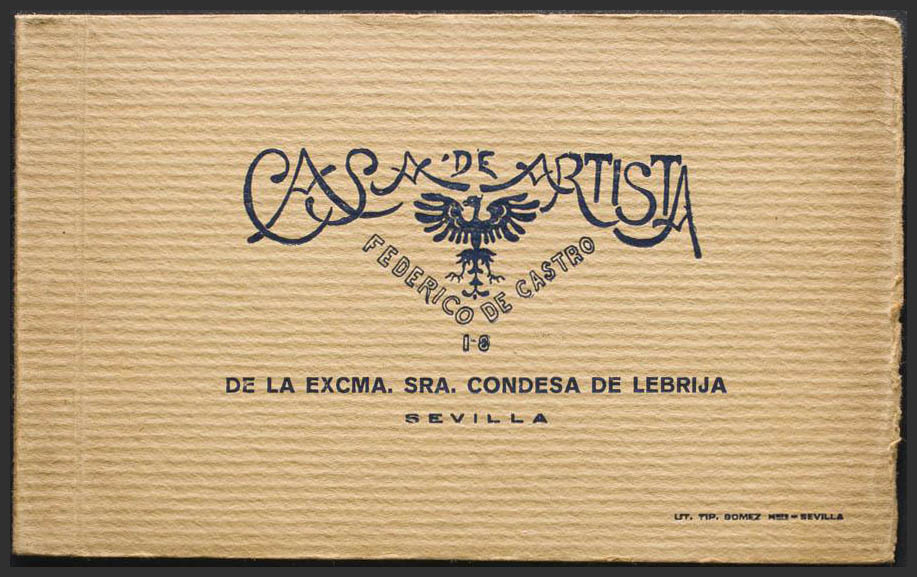 CASA DE ARTISTA
FEDERICO DE CASTRO
1-8
DE LA EXCMA. SRA. CONDESA DE LEBRIJA
SEVILLA
LIT. TIP. GOMEZ HNOS - SEVILLA